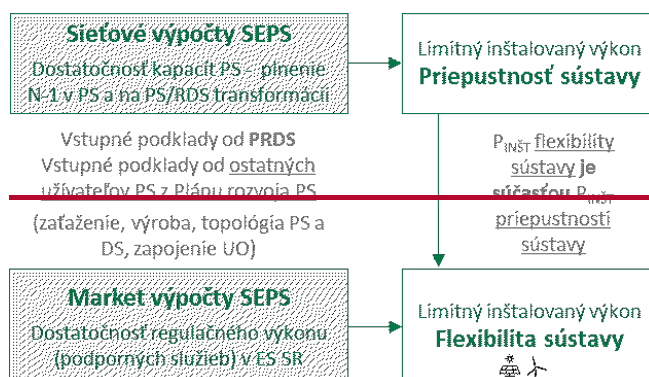 Sieťové výpočty SEPS
Dostatočnosť kapacít PS - plnenie
N-1 v PS a na PS/RDS transformácii
Limitný inštalovaný výkon
Priepustnosť sústavy
Vstupné podklady od PRDS
Vstupné podklady od ostatných
užívateľov PS z Plánu rozvoja PS
(zaťaženie, výroba, topológia PS a
DS, zapojenie UO)
PINŠT flexibility
sústavy je
súčasťou PINŠT
priepustnosti
sústavy
Market výpočty SEPS
Dostatočnosť regulačného výkonu
(podporných služieb) v ES SR
Limitný inštalovaný výkon
Flexibilita sústavy